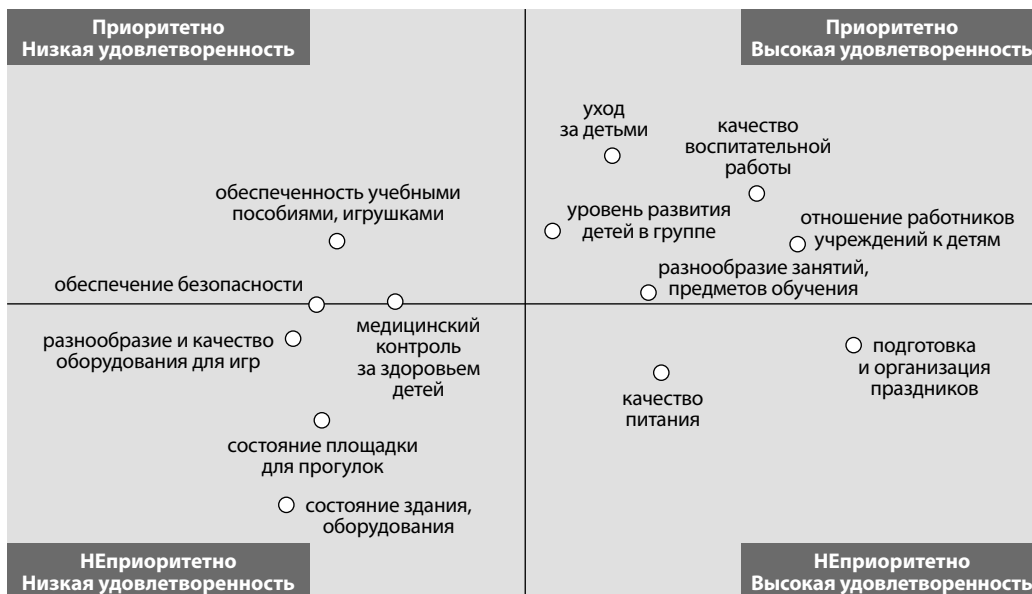 Приоритетно
Низкая удовлетворенность
Приоритетно
Высокая удовлетворенность
уход
за детьми
качество
воспитательной
работы
обеспеченность учебными
пособиями, игрушками
уровень развития
детей в группе
отношение работников
учреждений к детям
разнообразие занятий,
предметов обучения
обеспечение безопасности
разнообразие и качество
оборудования для игр
медицинский
контроль
за здоровьем
детей
подготовка
и организация
праздников
качество
питания
состояние площадки
для прогулок
состояние здания,
оборудования
НЕприоритетно
Низкая удовлетворенность
НЕприоритетно
Высокая удовлетворенность